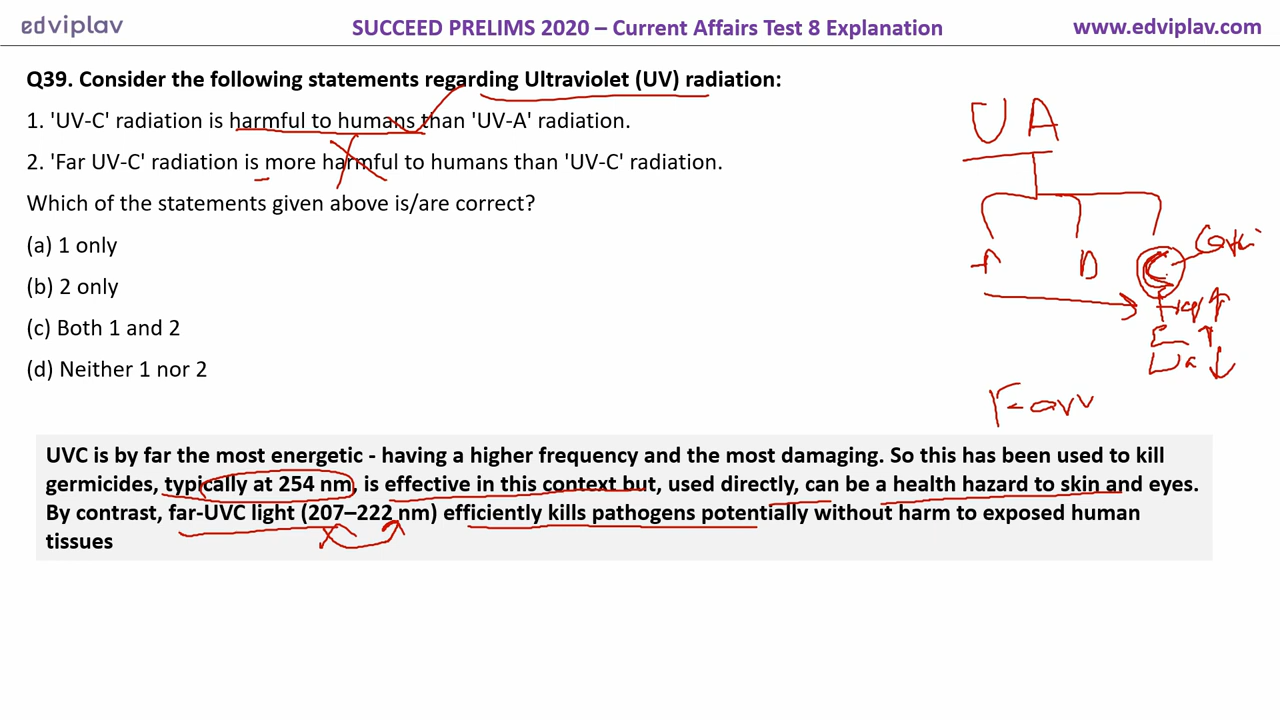 edviplav
SUCCEED PRELIMS 2020 – Current Affairs Test 8 Explanation
www.edviplav.com
Q39. Consider the following statements regarding Ultraviolet (UV) radiation:
1. 'UV-C' radiation is harmful to humans than 'UV-A' radiation.
2. 'Far UV-C' radiation is more harmful to humans than 'UV-C' radiation.
Which of the statements given above is/are correct?
(a) 1 only
(b) 2 only
(c) Both 1 and 2
(d) Neither 1 nor 2
U A
A
C
Freq
E
UVC is by far the most energetic - having a higher frequency and the most damaging. So this has been used to kill
germicides, typically at 254 nm, is effective in this context but, used directly, can be a health hazard to skin and eyes.
By contrast, far-UVC light (207–222 nm) efficiently kills pathogens potentially without harm to exposed human
tissues